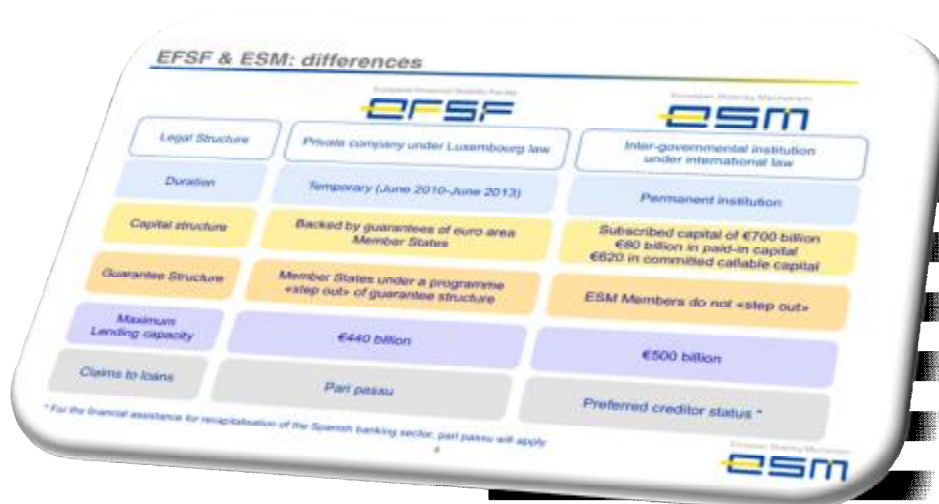 EFSF & ESM: differences
European Financial Stability Facility
EFSF
European Stability Mechanism
esm
Legal Structure
Private company under Luxembourg law
Inter-governmental institution
under international law
Duration
Temporary (June 2010-June 2013)
Permanent institution
Capital structure
Backed by guarantees of euro area
Member States
Subscribed capital of €700 billion
€80 billion in paid-in capital
€620 in committed callable capital
Guarantee Structure
Member States under a programme
«step out» of guarantee structure
ESM Members do not «step out»
Maximum
Lending capacity
€440 billion
€500 billion
Claims to loans
Pari passu
Preferred creditor status *
* For the financial assistance for recapitalisation of the Spanish banking sector, pari passu will apply
European Stability Mechanism
esm